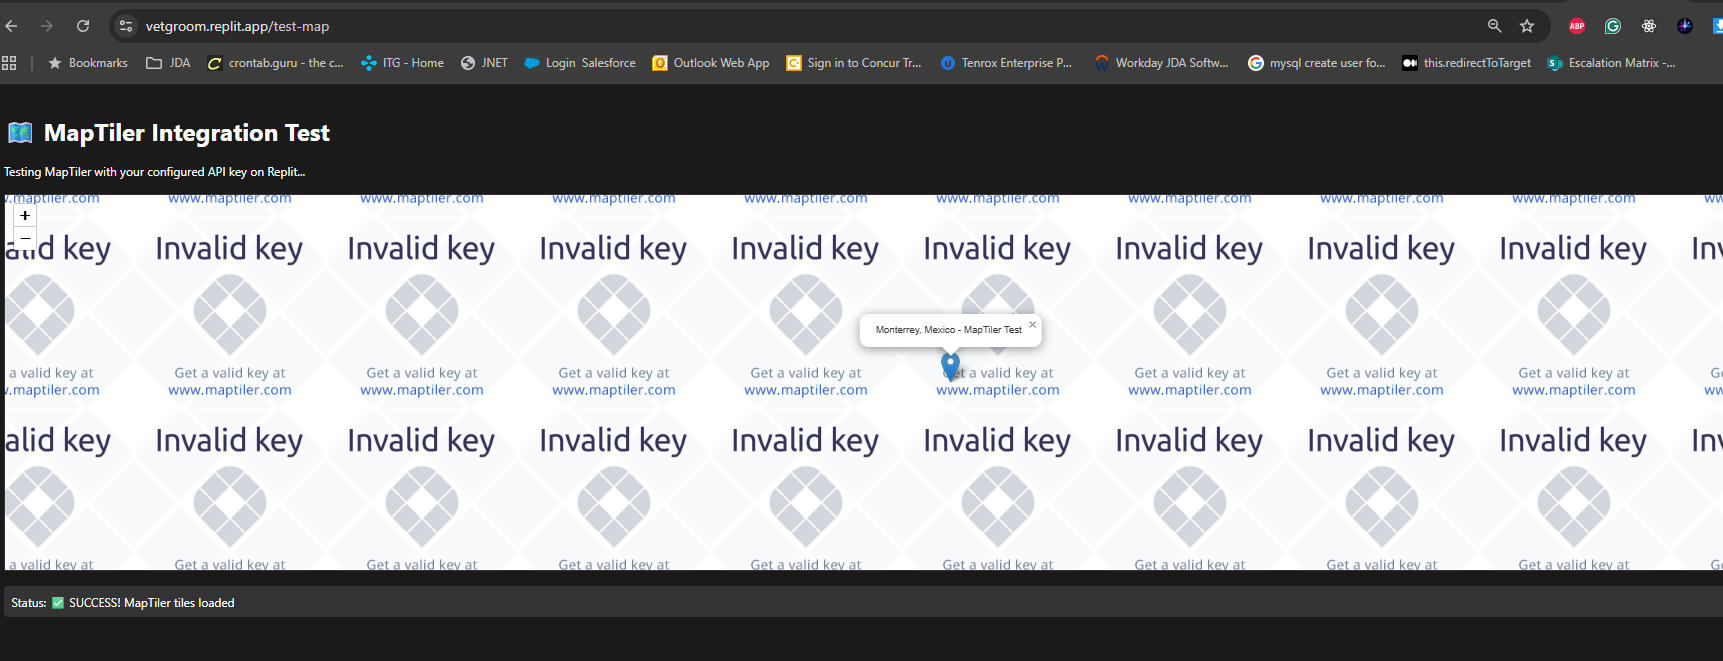 vetgroom.replit.app/test-map
Bookmarks JDA crontab.guru - the c... ITG - Home JNET Login Salesforce Outlook Web App Sign in to Concur Tr... Tenrox Enterprise P... Workday JDA Softw... mysql create user fo... this.redirectToTarget Escalation Matrix -...
MapTiler Integration Test
Testing MapTiler with your configured API key on Replit...
w.maptiler.com www.maptiler.com www.maptiler.com www.maptiler.com www.maptiler.com www.maptiler.com www.maptiler.com www.maptiler.com www.maptiler.com ww
+
−
alid key Invalid key Invalid key Invalid key Invalid key Invalid key Invalid key Invalid key Invalid key In
Monterrey, Mexico - MapTiler Test ×
a valid key at Get a valid key at Get a valid key at Get a valid key at Get a valid key at Get a valid key at Get a valid key at Get a valid key at Get a valid key at G
w.maptiler.com www.maptiler.com www.maptiler.com www.maptiler.com www.maptiler.com www.maptiler.com www.maptiler.com www.maptiler.com www.maptiler.com ww
alid key Invalid key Invalid key Invalid key Invalid key Invalid key Invalid key Invalid key Invalid key In
a valid key at Get a valid key at Get a valid key at Get a valid key at Get a valid key at Get a valid key at Get a valid key at Get a valid key at Get a valid key at G
Status: ✅ SUCCESS! MapTiler tiles loaded